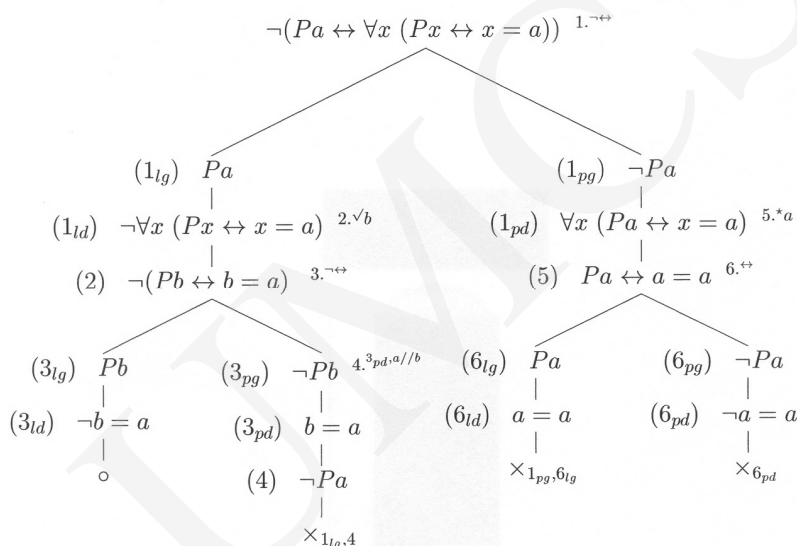 ¬(Pa ↔ ∀x (Px ↔ x = a)) 1.¬↔
(1lg) Pa
(1pg) ¬Pa
(1ld) ¬∀x (Px ↔ x = a) 2.√b
(1pd) ∀x (Pa ↔ x = a) 5.*a
(2) ¬(Pb ↔ b = a) 3.¬↔
(5) Pa ↔ a = a 6.↔
(3lg) Pb
(3pg) ¬Pb 4.3pd,a//b
(6lg) Pa
(6pg) ¬Pa
(3ld) ¬b = a
(3pd) b = a
(6ld) a = a
(6pd) ¬a = a
∘
(4) ¬Pa
×1pg,6lg
×6pd
×1lg,4
UMCS